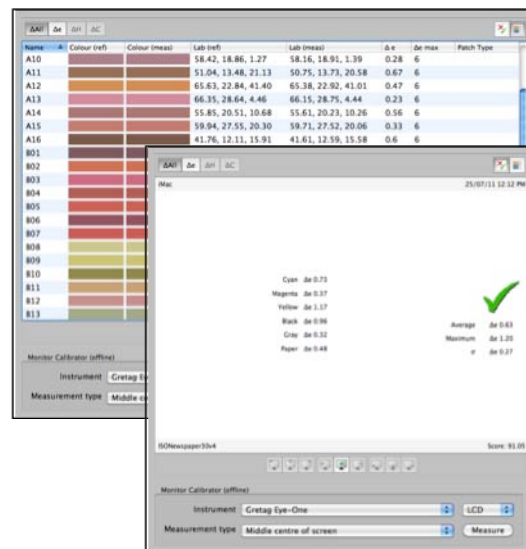 ΔAll Δe ΔH ΔC
Name Colour (ref) Colour (meas) Lab (ref) Lab (meas) Δ e Δe max Patch Type
A10 58.42, 18.86, 1.27 58.16, 18.91, 1.39 0.28 6
A11 51.04, 13.48, 21.13 50.75, 13.73, 20.58 0.67 6
A12 65.63, 22.84, 41.40 65.38, 22.92, 41.01 0.47 6
A13 66.35, 28.64, 4.46 66.15, 28.75, 4.44 0.23 6
A14 55.85, 20.51, 10.68 55.61, 20.23, 10.26 0.56 6
A15 59.94, 27.55, 20.30 59.71, 27.52, 20.06 0.33 6
A16 41.76, 12.11, 15.91 41.61, 12.59, 15.58 0.6 6
B01
B02
B03
B04
B05
B06
B07
B08
B09
B10
B11
B12
B13
Monitor Calibrator (offline)
Instrument Gretag Ey
Measurement type Middle ce
ΔAll Δe ΔH ΔC
iMac 25/07/11 12:12 PM
Cyan Δe 0.73
Magenta Δe 0.37
Yellow Δe 1.17
Black Δe 0.96
Gray Δe 0.32
Paper Δe 0.48
Average Δe 0.63
Maximum Δe 1.20
σ Δe 0.27
ISONewspaper30v4 Score: 91.05
Monitor Calibrator (offline)
Instrument Gretag Eye-One LCD
Measurement type Middle centre of screen Measure